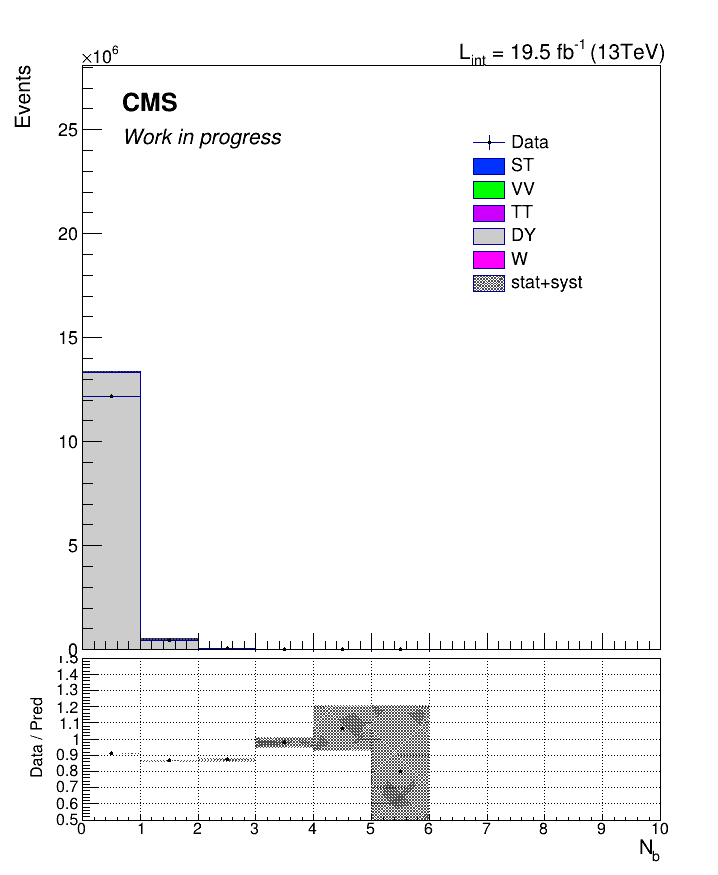 ×10⁶
L_int = 19.5 fb⁻¹ (13TeV)
Events
CMS
Work in progress
25
20
15
10
5
0
Data
ST
VV
TT
DY
W
stat+syst
Data / Pred
1.5
1.4
1.3
1.2
1.1
1
0.9
0.8
0.7
0.6
0.5
0 1 2 3 4 5 6 7 8 9 10
N_b